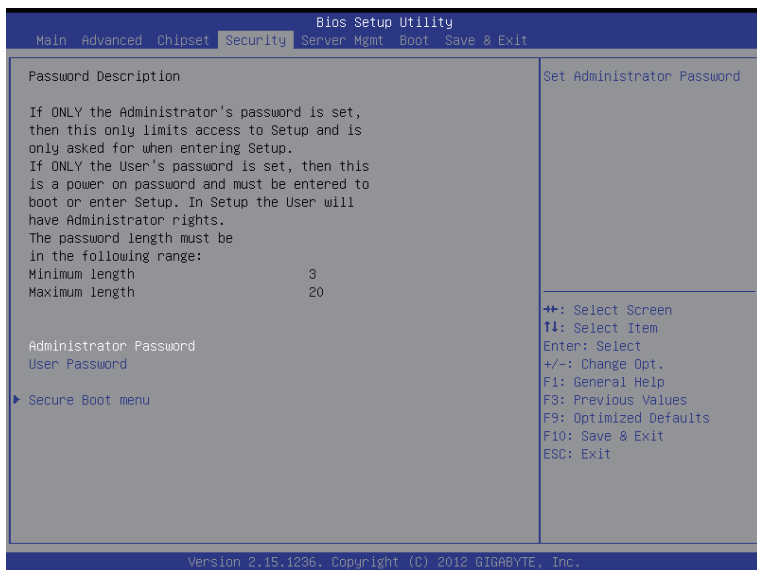 Bios Setup Utility
Main Advanced Chipset Security Server Mgmt Boot Save & Exit
Password Description
If ONLY the Administrator's password is set,
then this only limits access to Setup and is
only asked for when entering Setup.
If ONLY the User's password is set, then this
is a power on password and must be entered to
boot or enter Setup. In Setup the User will
have Administrator rights.
The password length must be
in the following range:
Minimum length 3
Maximum length 20
Administrator Password
User Password
Secure Boot menu
Set Administrator Password
→←: Select Screen
↑↓: Select Item
Enter: Select
+/-: Change Opt.
F1: General Help
F3: Previous Values
F9: Optimized Defaults
F10: Save & Exit
ESC: Exit
Version 2.15.1236. Copyright (C) 2012 GIGABYTE, Inc.